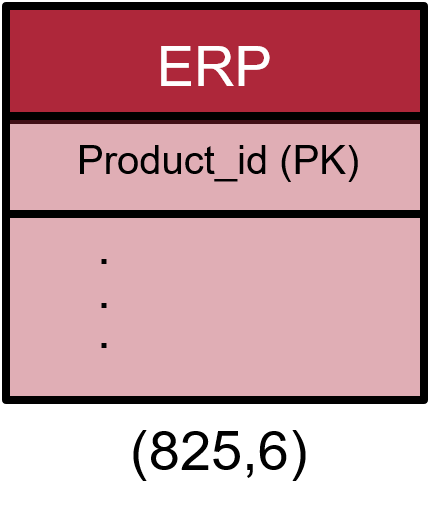 ERP
Product_id (PK)
.
.
.
(825,6)